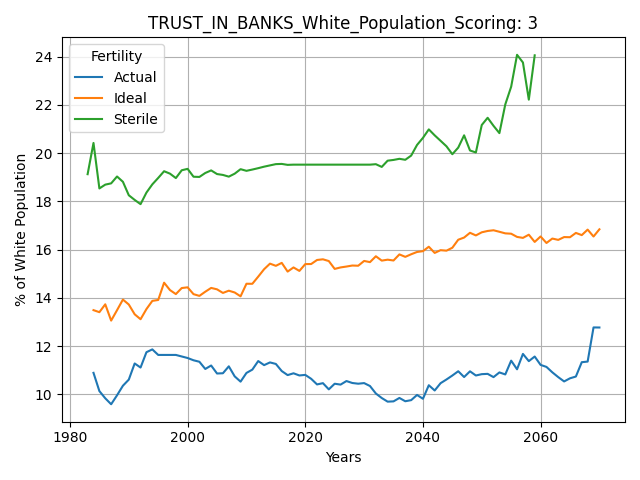 TRUST_IN_BANKS_White_Population_Scoring: 3
Fertility
Actual
Ideal
Sterile
% of White Population
24
22
20
18
16
14
12
10
1980
2000
2020
2040
2060
Years